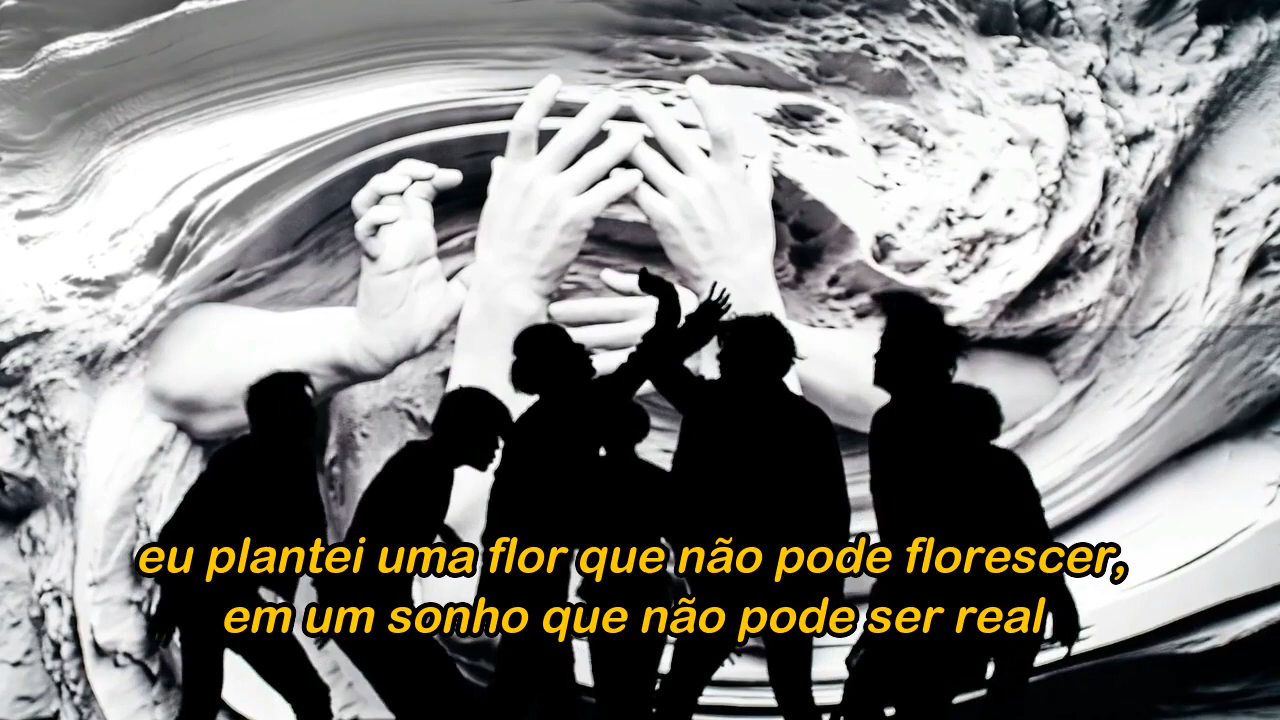 eu plantei uma flor que não pode florescer,
em um sonho que não pode ser real